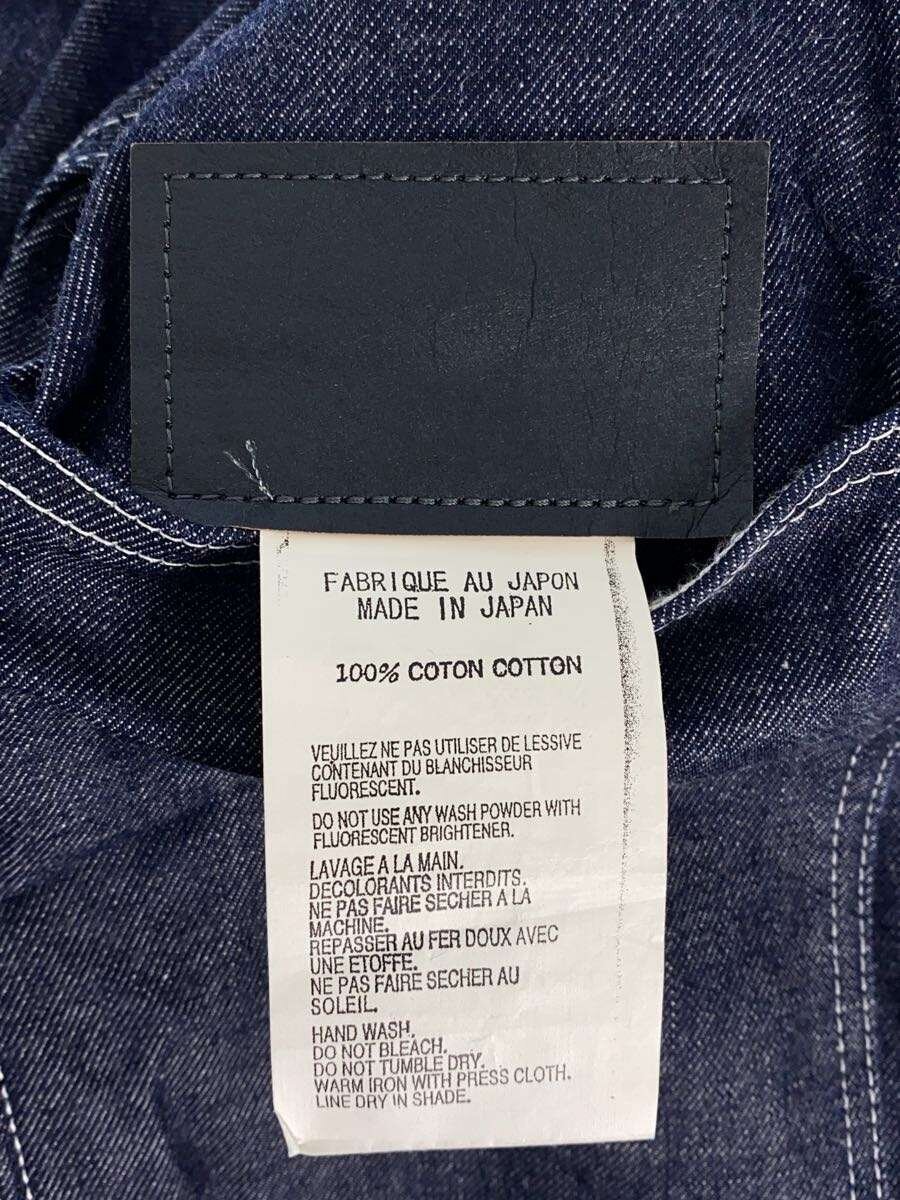 FABRIQUE AU JAPON
MADE IN JAPAN
100% COTON COTTON
VEUILLEZ NE PAS UTILISER DE LESSIVE
CONTENANT DU BLANCHISSEUR
FLUORESCENT.
DO NOT USE ANY WASH POWDER WITH
FLUORESCENT BRIGHTENER.
LAVAGE A LA MAIN.
DECOLORANTS INTERDITS.
NE PAS FAIRE SECHER A LA
MACHINE.
REPASSER AU FER DOUX AVEC
UNE ETOFFE.
NE PAS FAIRE SECHER AU
SOLEIL.
HAND WASH.
DO NOT BLEACH.
DO NOT TUMBLE DRY.
WARM IRON WITH PRESS CLOTH.
LINE DRY IN SHADE.